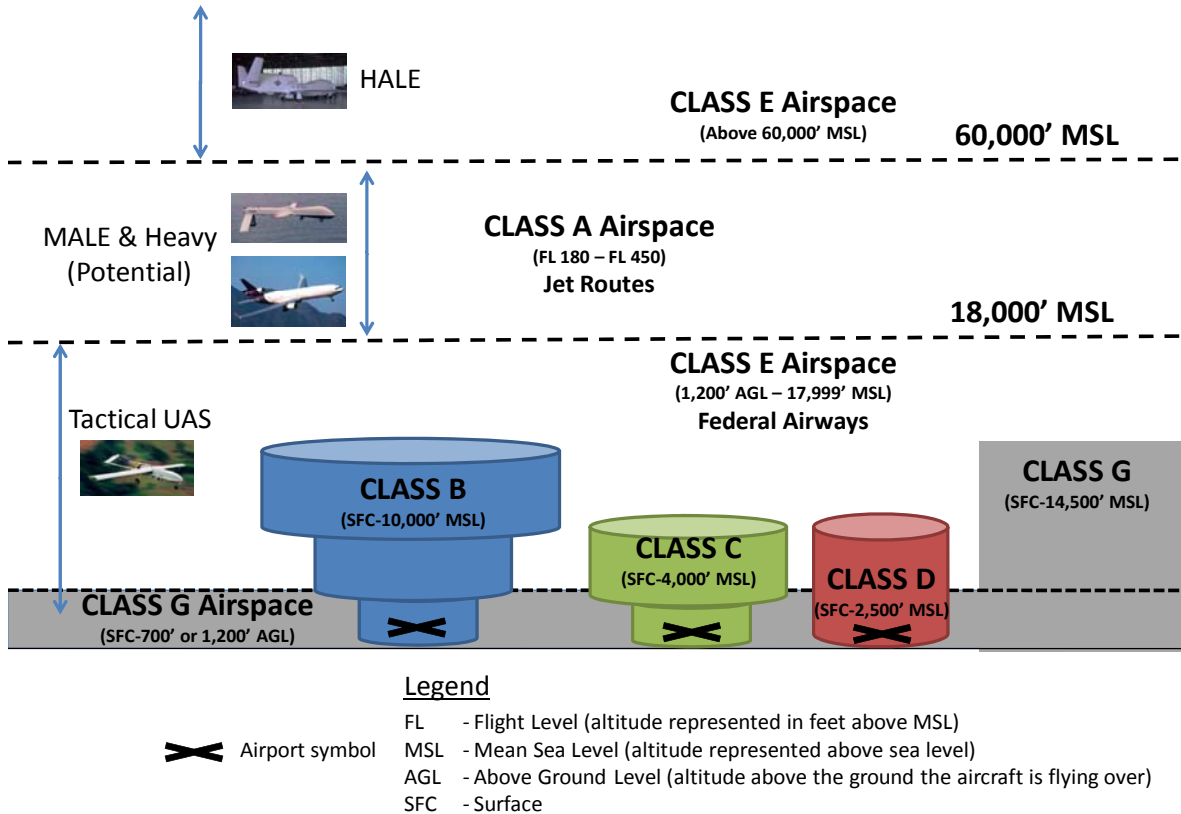 HALE
CLASS E Airspace
(Above 60,000’ MSL)
60,000’ MSL
MALE & Heavy
(Potential)
CLASS A Airspace
(FL 180 – FL 450)
Jet Routes
18,000’ MSL
CLASS E Airspace
(1,200’ AGL – 17,999’ MSL)
Federal Airways
Tactical UAS
CLASS B
(SFC-10,000’ MSL)
CLASS C
(SFC-4,000’ MSL)
CLASS D
(SFC-2,500’ MSL)
CLASS G
(SFC-14,500’ MSL)
CLASS G Airspace
(SFC-700’ or 1,200’ AGL)
Legend
Airport symbol
FL - Flight Level (altitude represented in feet above MSL)
MSL - Mean Sea Level (altitude represented above sea level)
AGL - Above Ground Level (altitude above the ground the aircraft is flying over)
SFC - Surface